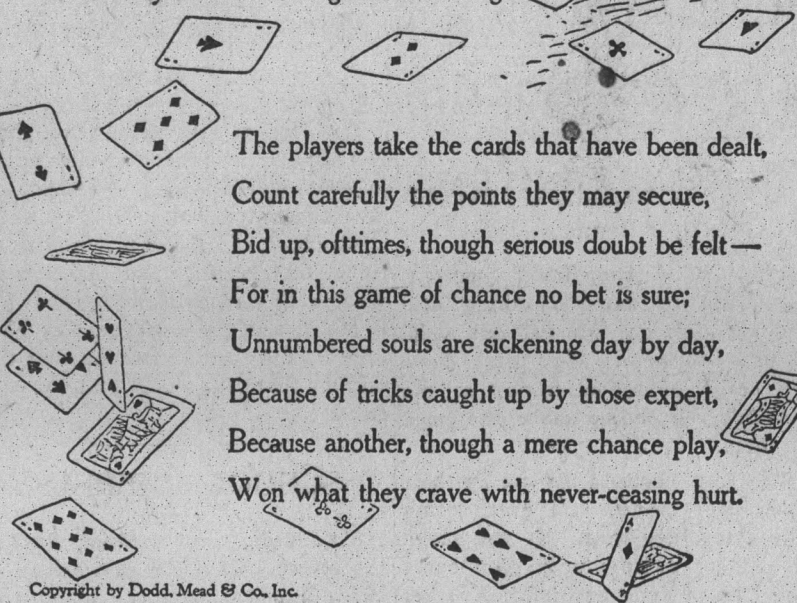 The players take the cards that have been dealt,
Count carefully the points they may secure,
Bid up, ofttimes, though serious doubt be felt—
For in this game of chance no bet is sure;
Unnumbered souls are sickening day by day,
Because of tricks caught up by those expert,
Because another, though a mere chance play,
Won what they crave with never-ceasing hurt.
Copyright by Dodd, Mead & Co., Inc.